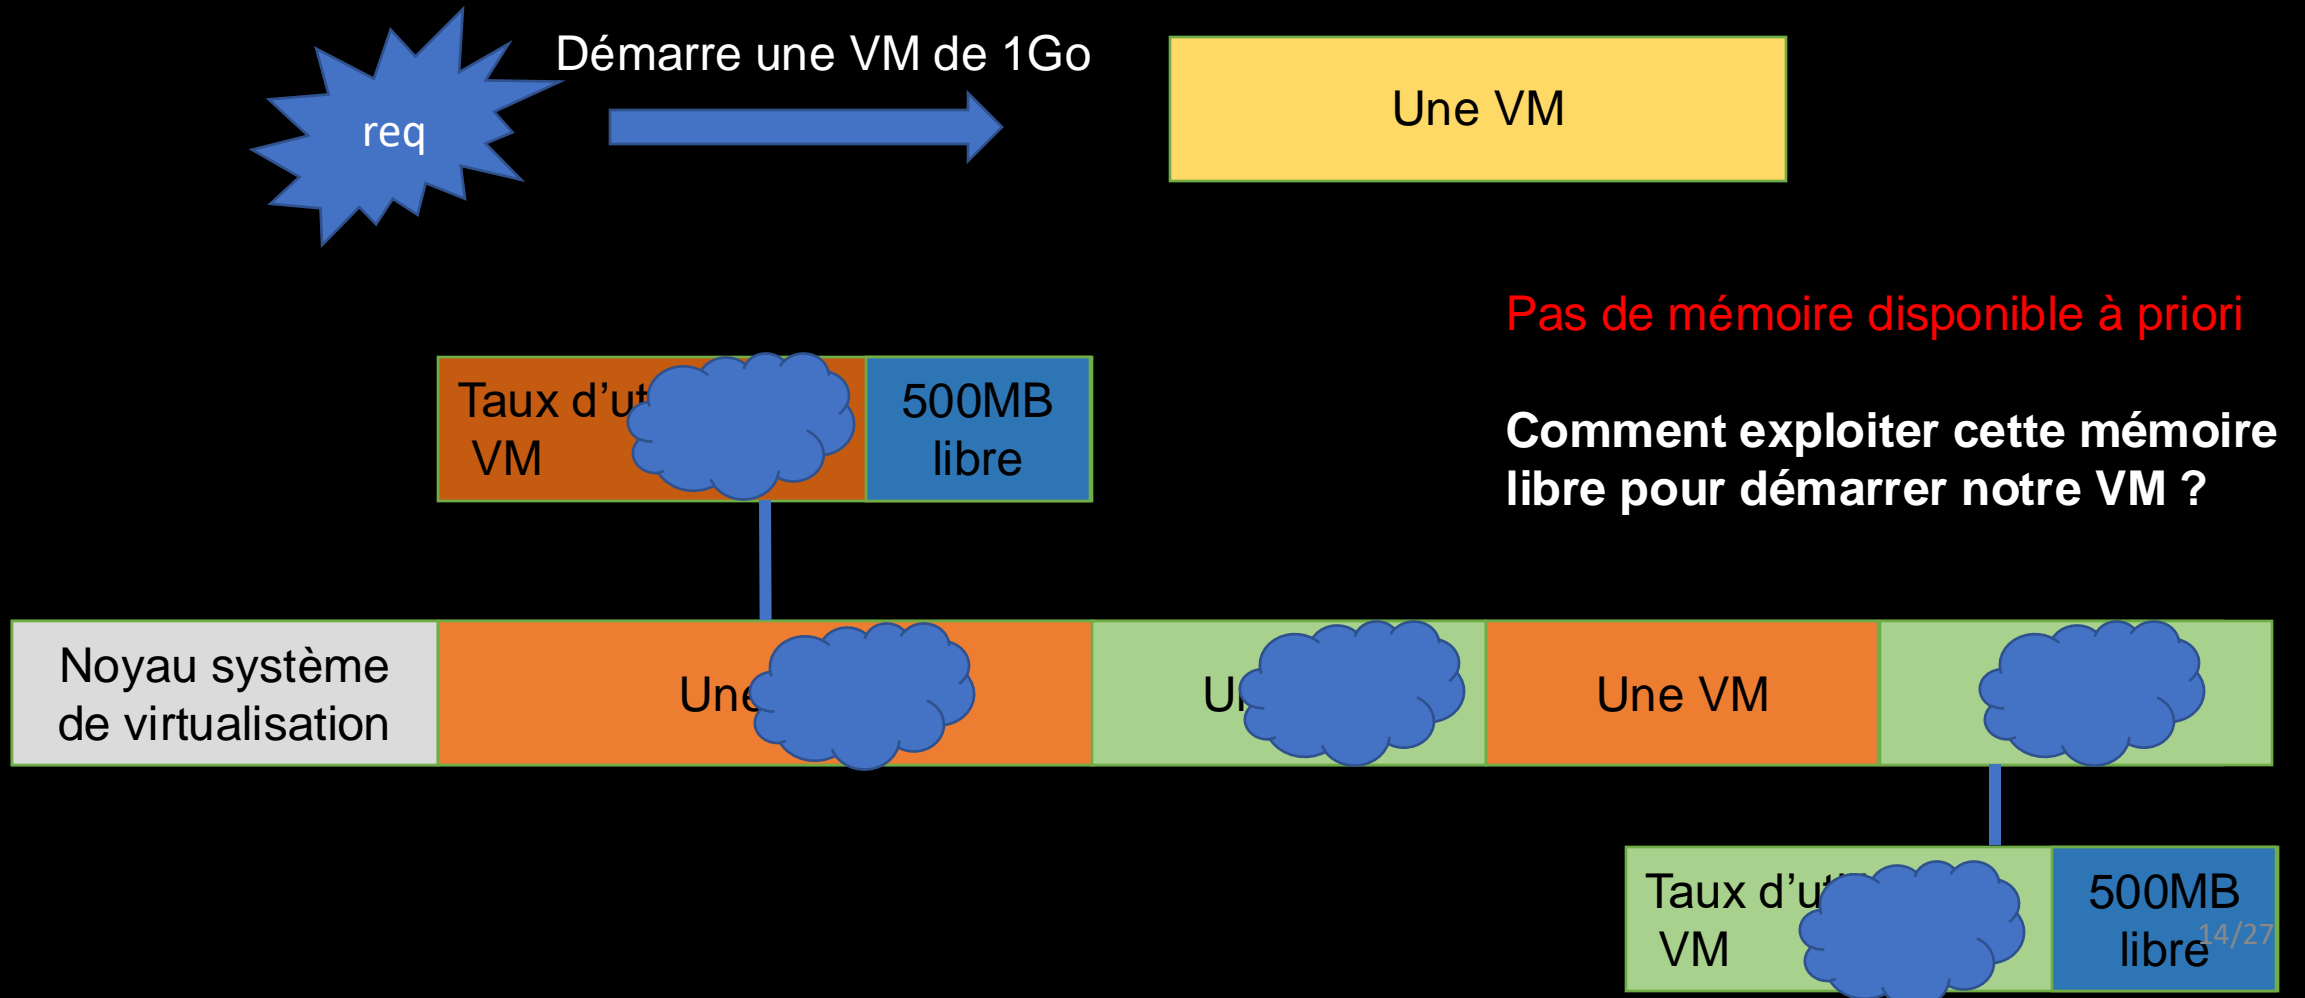 Démarre une VM de 1Go
req
Une VM
Pas de mémoire disponible à priori
Taux d’ut
VM
500MB
libre
Comment exploiter cette mémoire
libre pour démarrer notre VM ?
Noyau système
de virtualisation
Une
Une VM
Taux d’uti
VM
500MB
libre
14/27